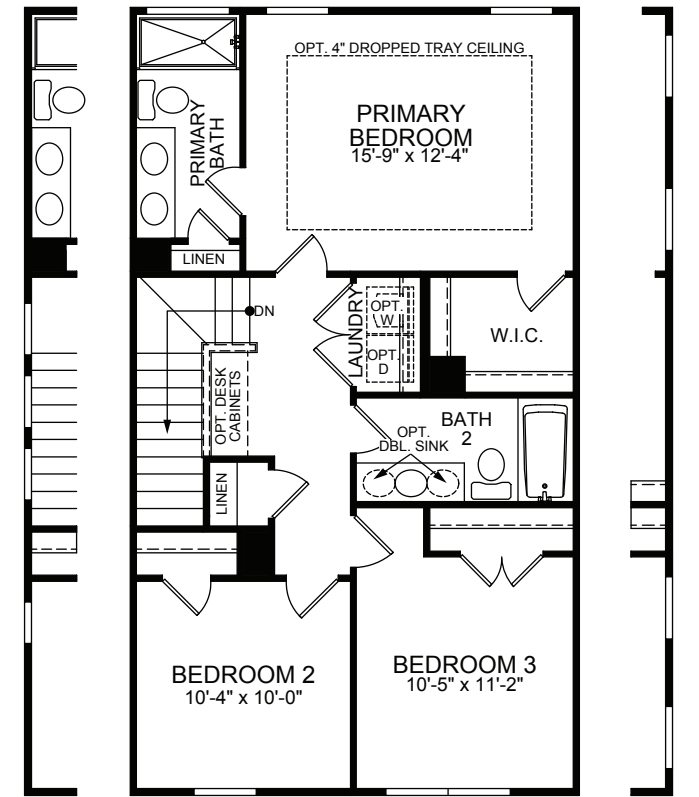 OPT. 4" DROPPED TRAY CEILING
PRIMARY
BEDROOM
15'-9" x 12'-4"
PRIMARY
BATH
LINEN
DN
LAUNDRY
OPT.
W
OPT.
D
W.I.C.
OPT. DESK
CABINETS
BATH
2
OPT.
DBL. SINK
LINEN
BEDROOM 2
10'-4" x 10'-0"
BEDROOM 3
10'-5" x 11'-2"